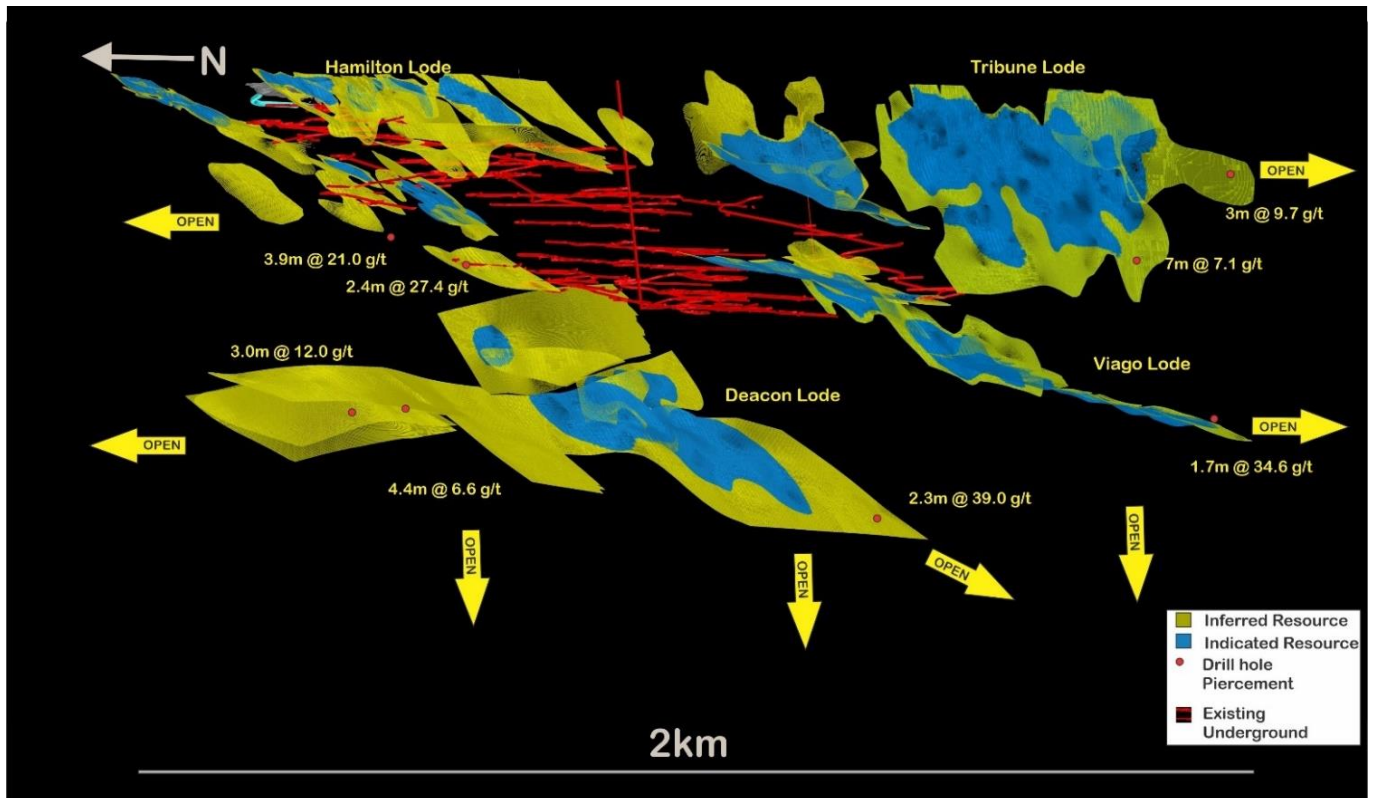 N
Hamilton Lode
Tribune Lode
OPEN
3m @ 9.7 g/t
OPEN
3.9m @ 21.0 g/t
7m @ 7.1 g/t
2.4m @ 27.4 g/t
3.0m @ 12.0 g/t
Viago Lode
Deacon Lode
OPEN
OPEN
1.7m @ 34.6 g/t
4.4m @ 6.6 g/t
2.3m @ 39.0 g/t
OPEN
OPEN
OPEN
OPEN
Inferred Resource
Indicated Resource
Drill hole
Piercement
Existing
Underground
2km